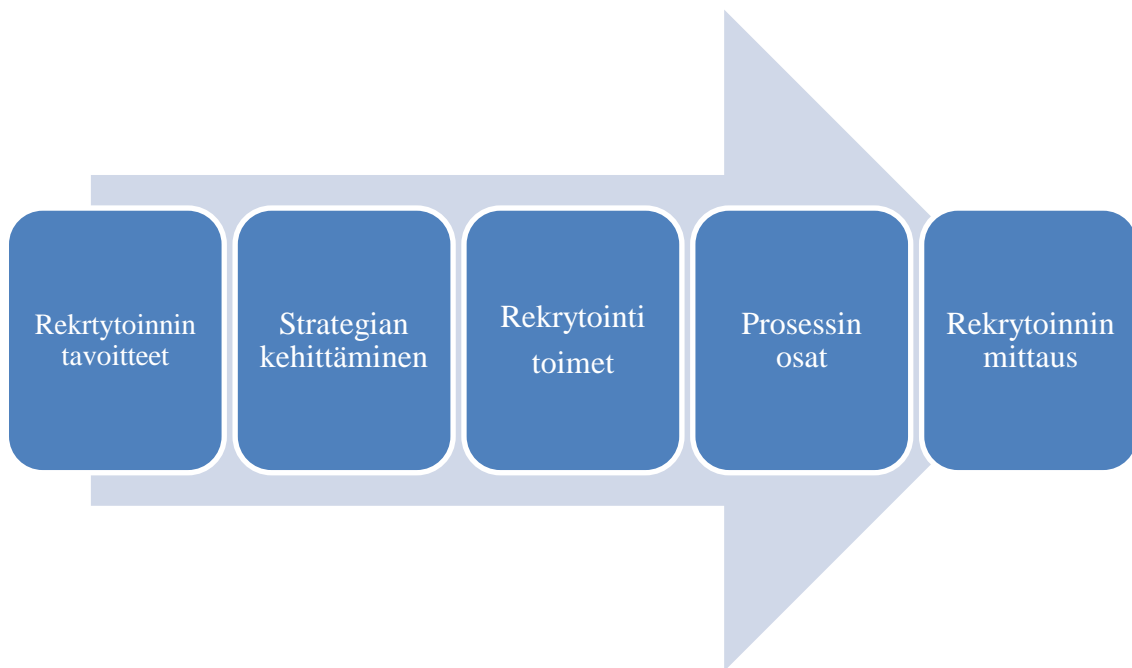 Rekrtytoinnin
tavoitteet
Strategian
kehittäminen
Rekrytointi
toimet
Prosessin
osat
Rekrytoinnin
mittaus